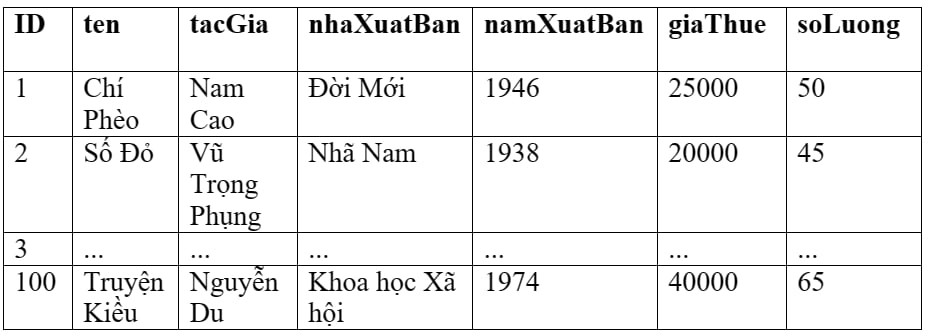 ID ten tacGia nhaXuatBan namXuatBan giaThue soLuong
1 Chí Phèo Nam Cao Đời Mới 1946 25000 50
2 Số Đỏ Vũ Trọng Phụng Nhã Nam 1938 20000 45
3 ... ... ... ... ... ...
100 Truyện Kiều Nguyễn Du Khoa học Xã hội 1974 40000 65